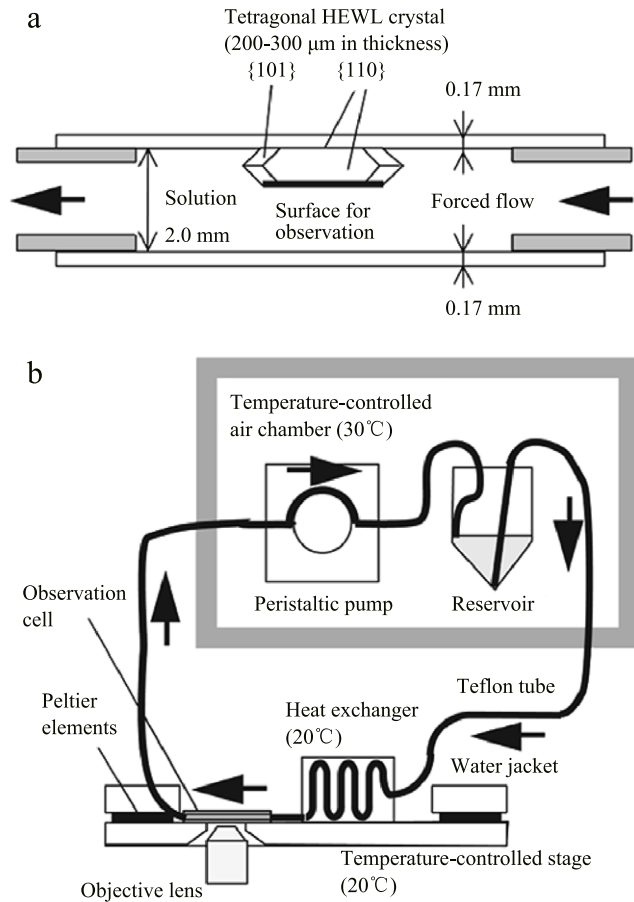 a
Tetragonal HEWL crystal
(200-300 μm in thickness)
{101} {110}
0.17 mm
Solution
2.0 mm
Surface for
observation
Forced flow
0.17 mm
b
Temperature-controlled
air chamber (30℃)
Peristaltic pump
Reservoir
Observation
cell
Peltier
elements
Heat exchanger
(20℃)
Teflon tube
Water jacket
Temperature-controlled stage
(20℃)
Objective lens